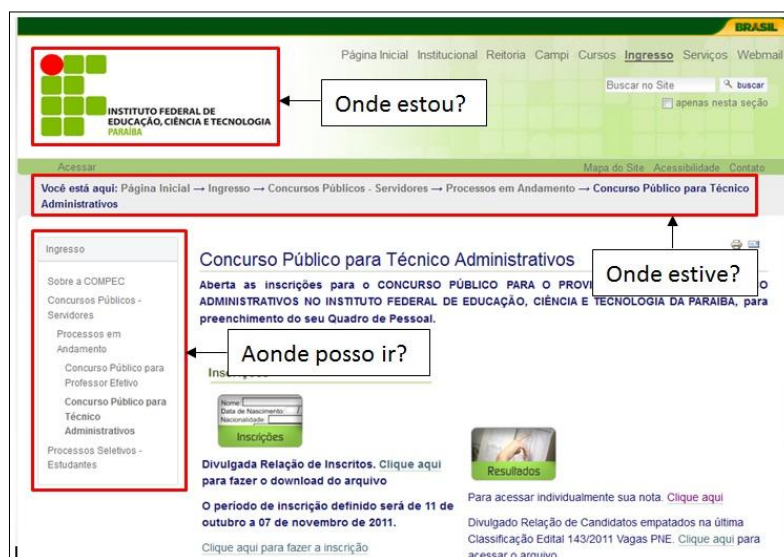 BRASIL
Página Inicial Institucional Reitoria Campi Cursos Ingresso Serviços Webmail
Buscar no Site buscar
apenas nesta seção
INSTITUTO FEDERAL DE
EDUCAÇÃO, CIÊNCIA E TECNOLOGIA
PARAÍBA
Onde estou?
Acessar Mapa do Site Acessibilidade Contato
Você está aqui: Página Inicial → Ingresso → Concursos Públicos - Servidores → Processos em Andamento → Concurso Público para Técnico
Administrativos
Onde estive?
Ingresso
Sobre a COMPEC
Concursos Públicos -
Servidores
Processos em
Andamento
Concurso Público para
Professor Efetivo
Concurso Público para
Técnico
Administrativos
Processos Seletivos -
Estudantes
Aonde posso ir?
Concurso Público para Técnico Administrativos
Aberta as inscrições para o CONCURSO PÚBLICO PARA O
ADMINISTRATIVOS NO INSTITUTO FEDERAL DE EDUCAÇÃO, CIÊNCIA E TECNOLOGIA DA PARAÍBA, para
preenchimento do seu Quadro de Pessoal.
Nome:
Data de Nascimento: /
Nacionalidade:
Inscrições
Divulgada Relação de Inscritos. Clique aqui
para fazer o download do arquivo
O período de inscrição definido será de 11 de
outubro a 07 de novembro de 2011.
Clique aqui para fazer a inscrição
Resultados
Para acessar individualmente sua nota. Clique aqui
Divulgado Relação de Candidatos empatados na última
Classificação Edital 143/2011 Vagas PNE. Clique aqui para
acessar o arquivo